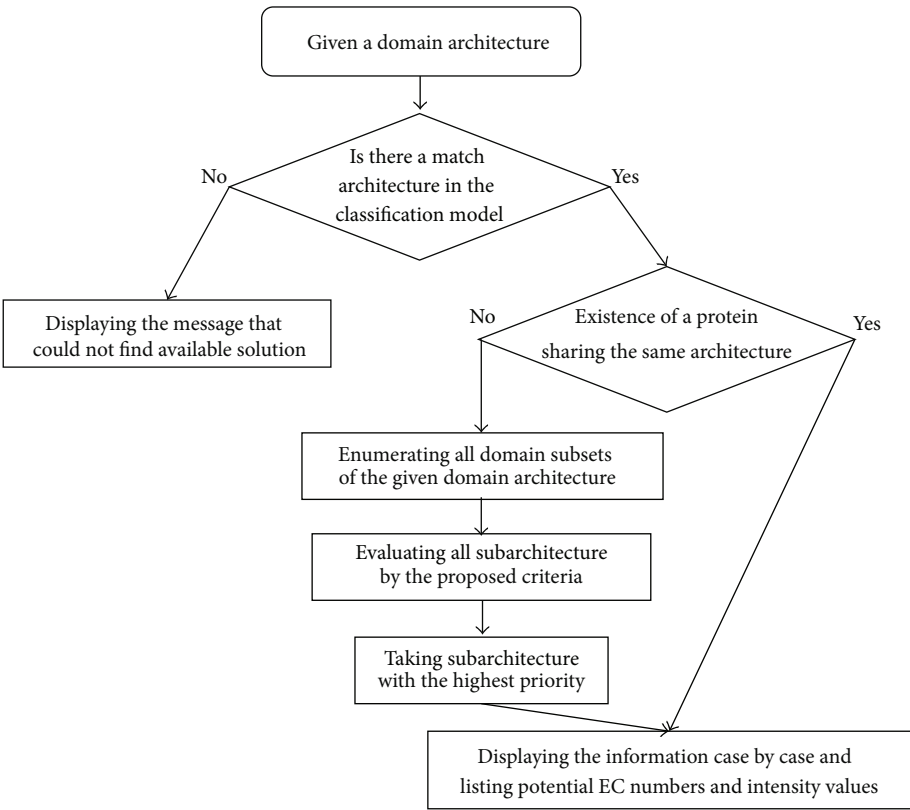 Given a domain architecture
Is there a match
architecture in the
classification model
No
Yes
Displaying the message that
could not find available solution
Existence of a protein
sharing the same architecture
No
Yes
Enumerating all domain subsets
of the given domain architecture
Evaluating all subarchitecture
by the proposed criteria
Taking subarchitecture
with the highest priority
Displaying the information case by case and
listing potential EC numbers and intensity values